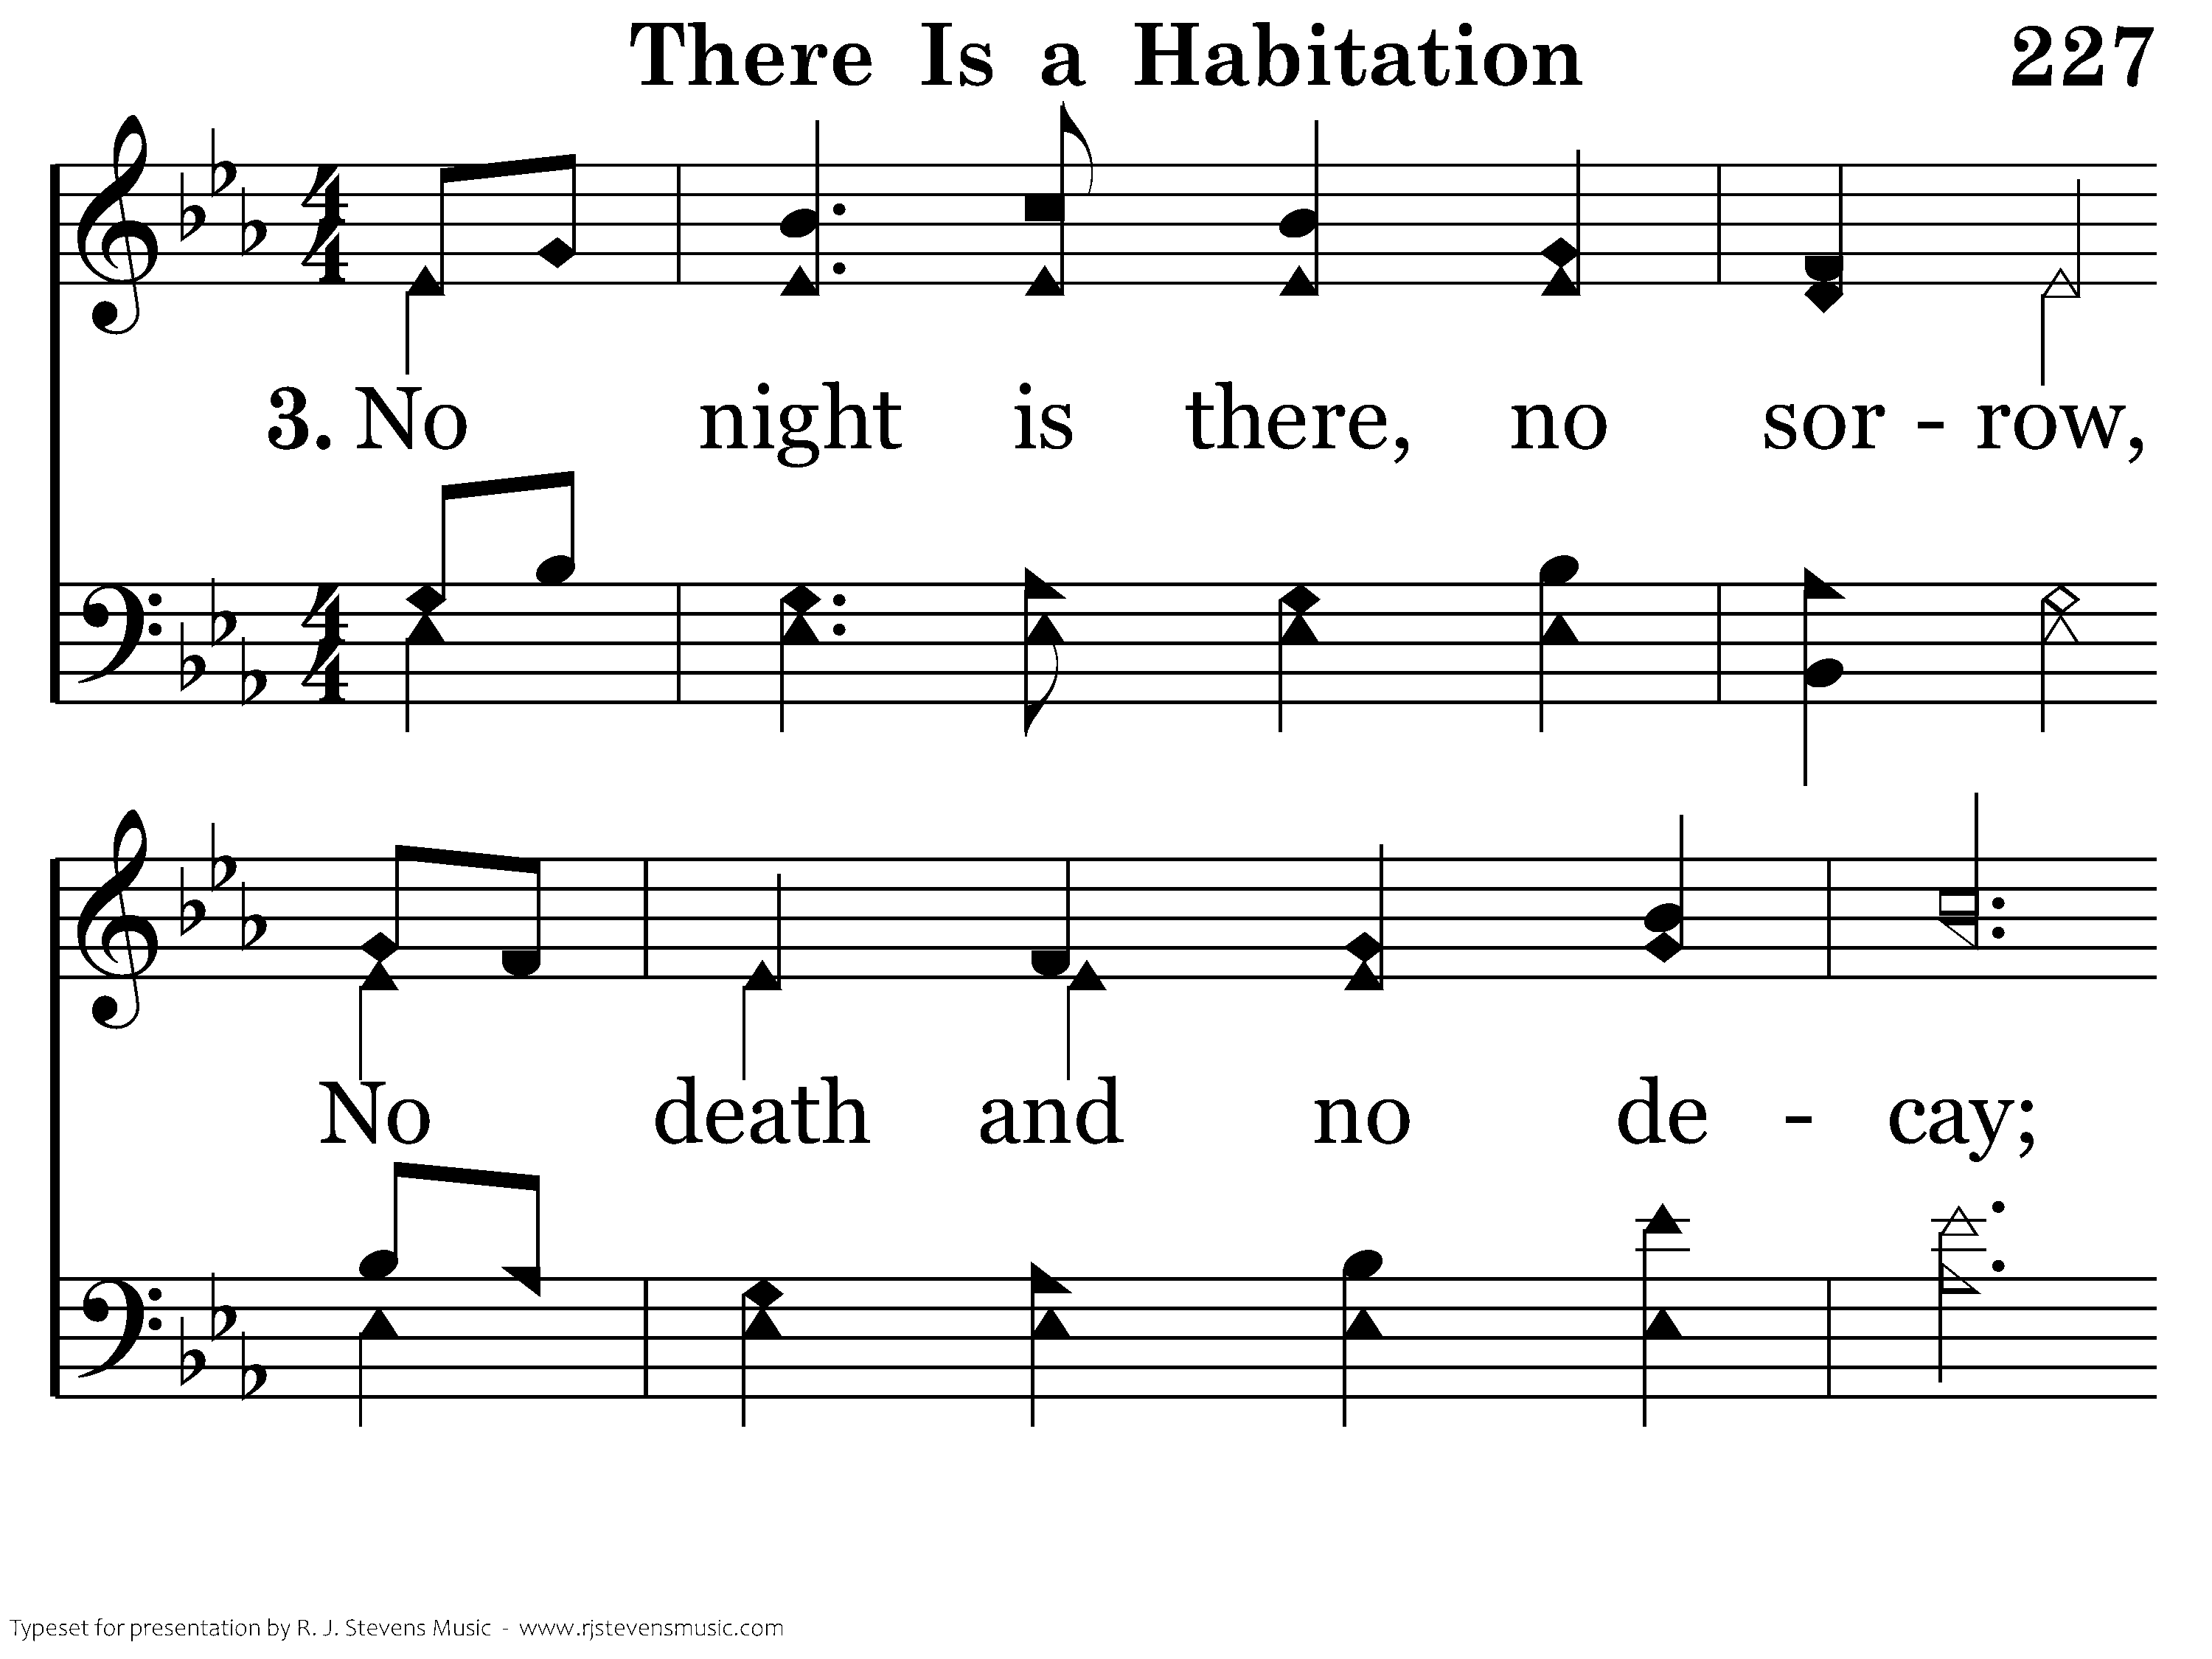 There Is a Habitation 227
3. No night is there, no sor - row,
No death and no de - cay;
Typeset for presentation by R. J. Stevens Music - www.rjstevensmusic.com